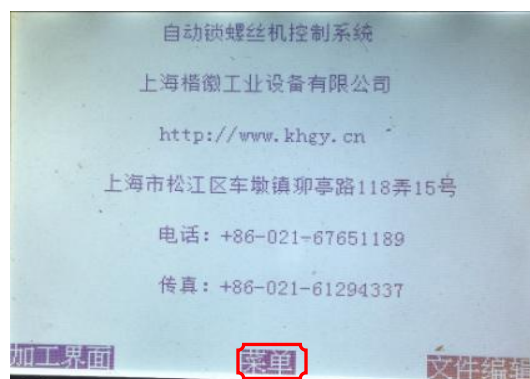 自动锁螺丝机控制系统
上海楷徽工业设备有限公司
http://www.khgy.cn
上海市松江区车墩镇泖亭路118弄15号
电话：+86-021-67651189
传真：+86-021-61294337
加工界面 菜单 文件编辑